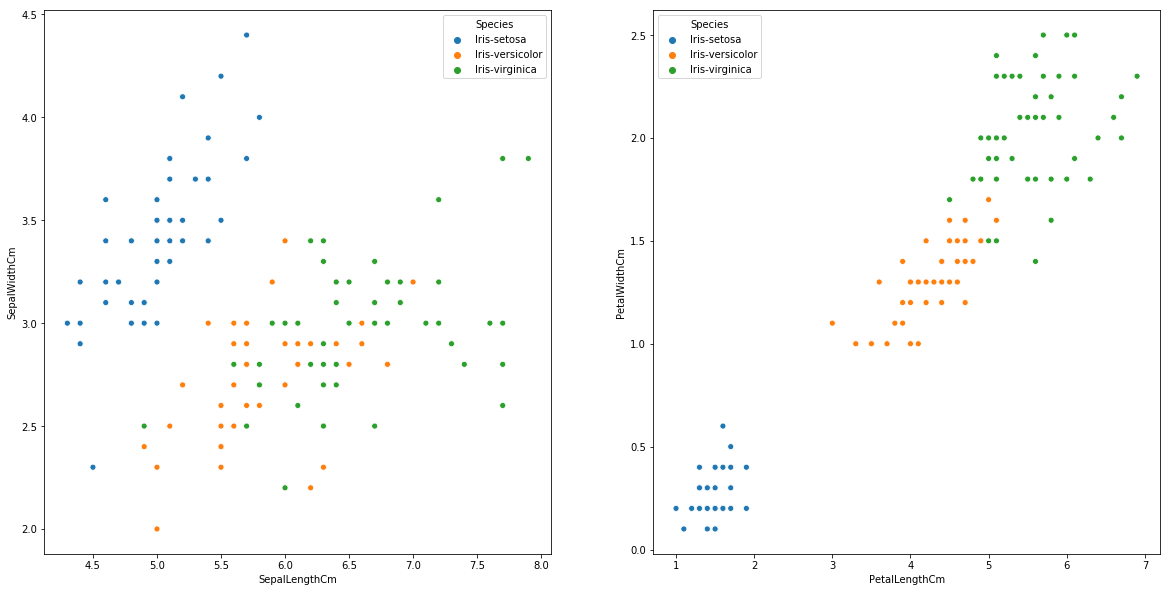 4.5
4.0
3.5
3.0
2.5
2.0
SepalWidthCm
4.5
5.0
5.5
6.0
6.5
7.0
7.5
8.0
SepalLengthCm
Species
Iris-setosa
Iris-versicolor
Iris-virginica
2.5
2.0
1.5
1.0
0.5
0.0
PetalWidthCm
1
2
3
4
5
6
7
PetalLengthCm
Species
Iris-setosa
Iris-versicolor
Iris-virginica